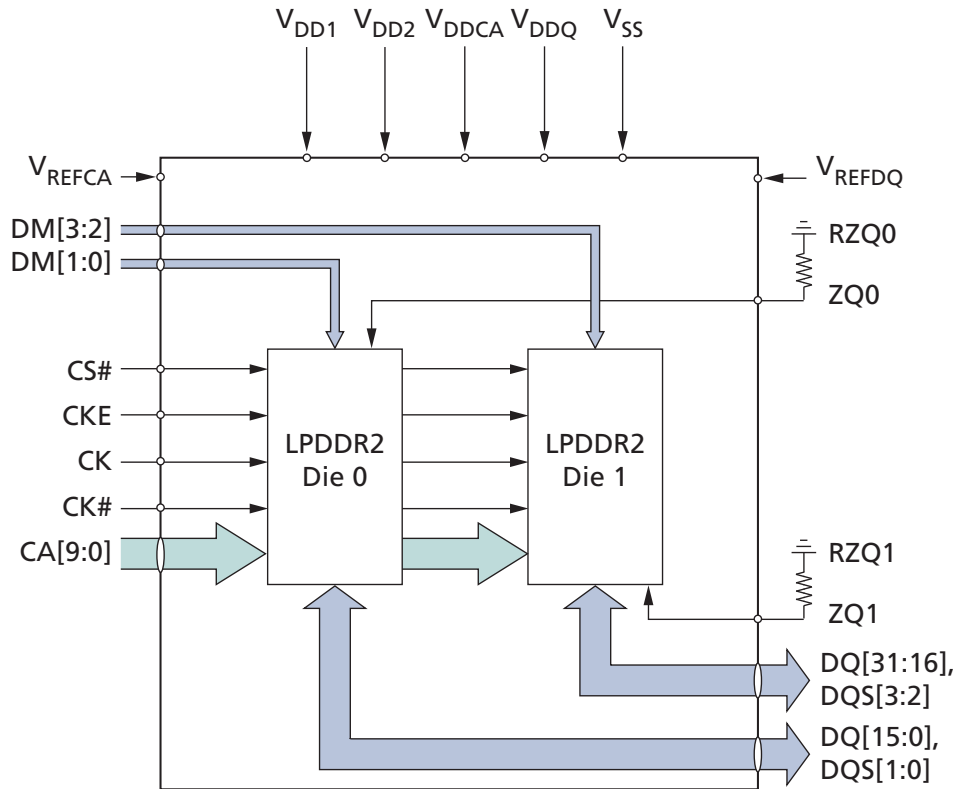 VDD1 VDD2 VDDCA VDDQ VSS
VREFCA
VREFDQ
DM[3:2]
DM[1:0]
RZQ0
ZQ0
CS#
CKE
CK
CK#
CA[9:0]
LPDDR2
Die 0
LPDDR2
Die 1
RZQ1
ZQ1
DQ[31:16],
DQS[3:2]
DQ[15:0],
DQS[1:0]